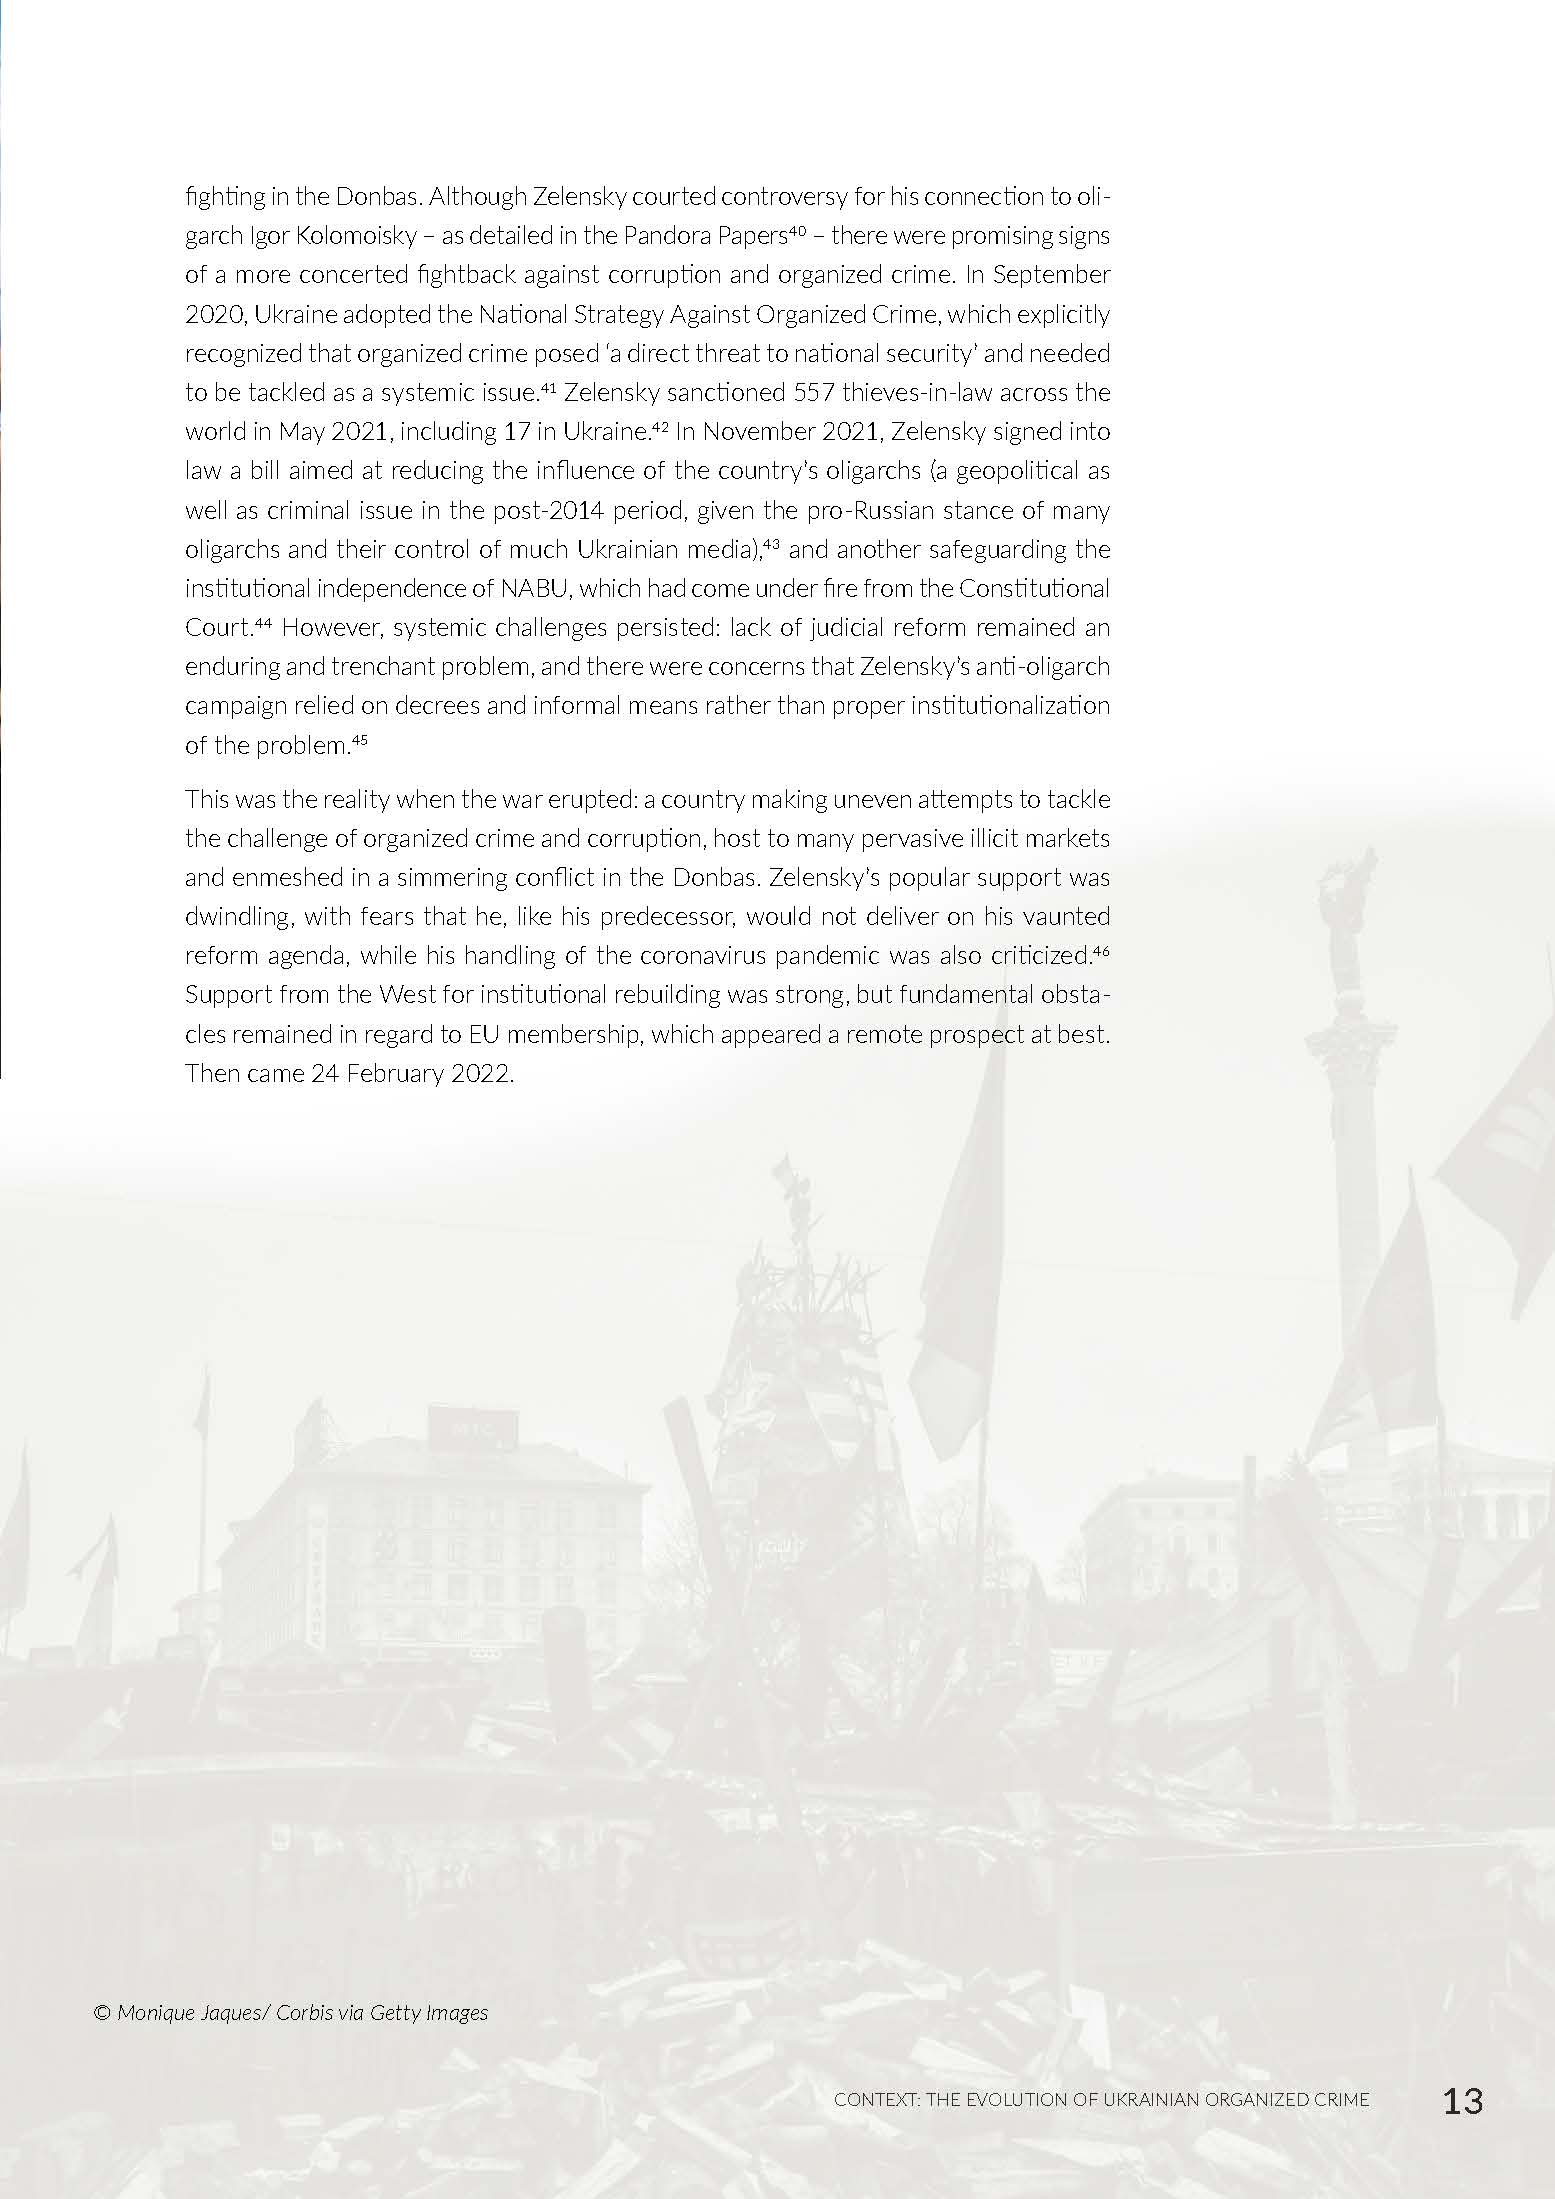 fighting in the Donbas. Although Zelensky courted controversy for his connection to oli-
garch Igor Kolomoisky – as detailed in the Pandora Papers⁴⁰ – there were promising signs
of a more concerted fightback against corruption and organized crime. In September
2020, Ukraine adopted the National Strategy Against Organized Crime, which explicitly
recognized that organized crime posed ‘a direct threat to national security’ and needed
to be tackled as a systemic issue.⁴¹ Zelensky sanctioned 557 thieves-in-law across the
world in May 2021, including 17 in Ukraine.⁴² In November 2021, Zelensky signed into
law a bill aimed at reducing the influence of the country’s oligarchs (a geopolitical as
well as criminal issue in the post-2014 period, given the pro-Russian stance of many
oligarchs and their control of much Ukrainian media),⁴³ and another safeguarding the
institutional independence of NABU, which had come under fire from the Constitutional
Court.⁴⁴ However, systemic challenges persisted: lack of judicial reform remained an
enduring and trenchant problem, and there were concerns that Zelensky’s anti-oligarch
campaign relied on decrees and informal means rather than proper institutionalization
of the problem.⁴⁵
This was the reality when the war erupted: a country making uneven attempts to tackle
the challenge of organized crime and corruption, host to many pervasive illicit markets
and enmeshed in a simmering conflict in the Donbas. Zelensky’s popular support was
dwindling, with fears that he, like his predecessor, would not deliver on his vaunted
reform agenda, while his handling of the coronavirus pandemic was also criticized.⁴⁶
Support from the West for institutional rebuilding was strong, but fundamental obsta-
cles remained in regard to EU membership, which appeared a remote prospect at best.
Then came 24 February 2022.
© Monique Jaques/ Corbis via Getty Images
CONTEXT: THE EVOLUTION OF UKRAINIAN ORGANIZED CRIME 13